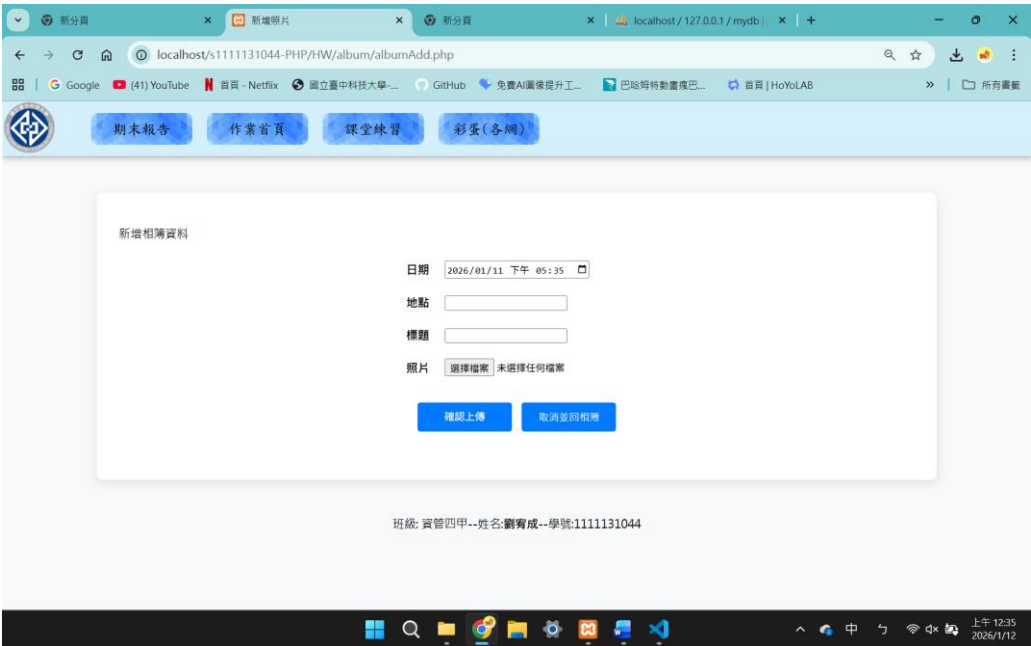 新分頁
新增照片
新分頁
localhost / 127.0.0.1 / mydb |
localhost/s1111131044-PHP/HW/album/albumAdd.php
Google
(41) YouTube
首頁 - Netflix
國立臺中科技大學-...
GitHub
免費AI圖像提升工...
巴哈姆特動畫瘋巴...
首頁 | HoYoLAB
»
所有書籤
期末報告
作業首頁
課堂練習
彩蛋(各網)
新增相簿資料
日期 2026/01/11 下午 05:35
地點
標題
照片 選擇檔案 未選擇任何檔案
確認上傳 取消並回相簿
班級: 資管四甲--姓名:劉宥成--學號:1111131044
中 ㄅ
上午 12:35
2026/1/12